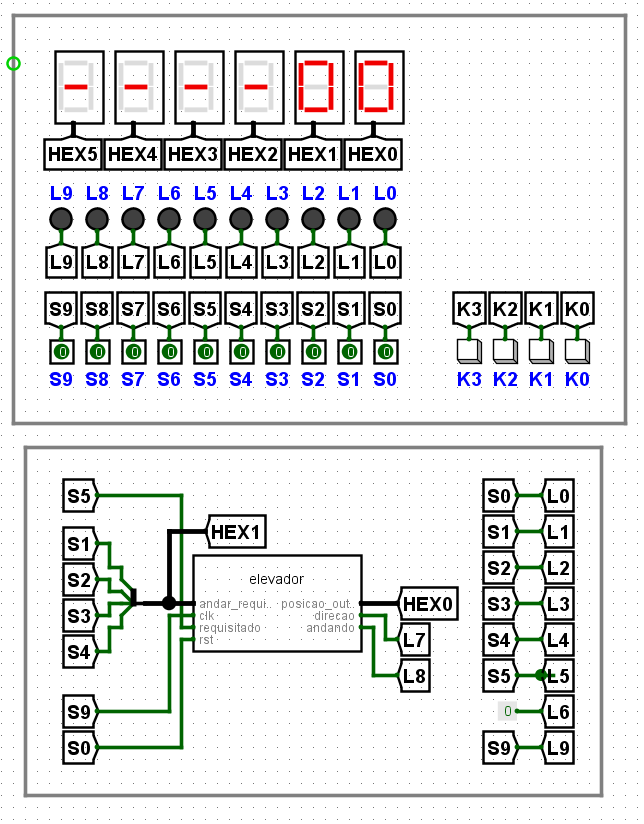 HEX5 HEX4 HEX3 HEX2 HEX1 HEX0
L9 L8 L7 L6 L5 L4 L3 L2 L1 L0
L9 L8 L7 L6 L5 L4 L3 L2 L1 L0
S9 S8 S7 S6 S5 S4 S3 S2 S1 S0 K3 K2 K1 K0
0 0 0 0 0 0 0 0 0 0
S9 S8 S7 S6 S5 S4 S3 S2 S1 S0 K3 K2 K1 K0
S5 S0 L0
HEX1
S1 S1 L1
S2 elevador S2 L2
S3 andar_requi.. posicao_out.. HEX0 S3 L3
clk direcao
requisitado andando
S4 rst L7 S4 L4
L8 S5 L5
S9 0 L6
S0 S9 L9